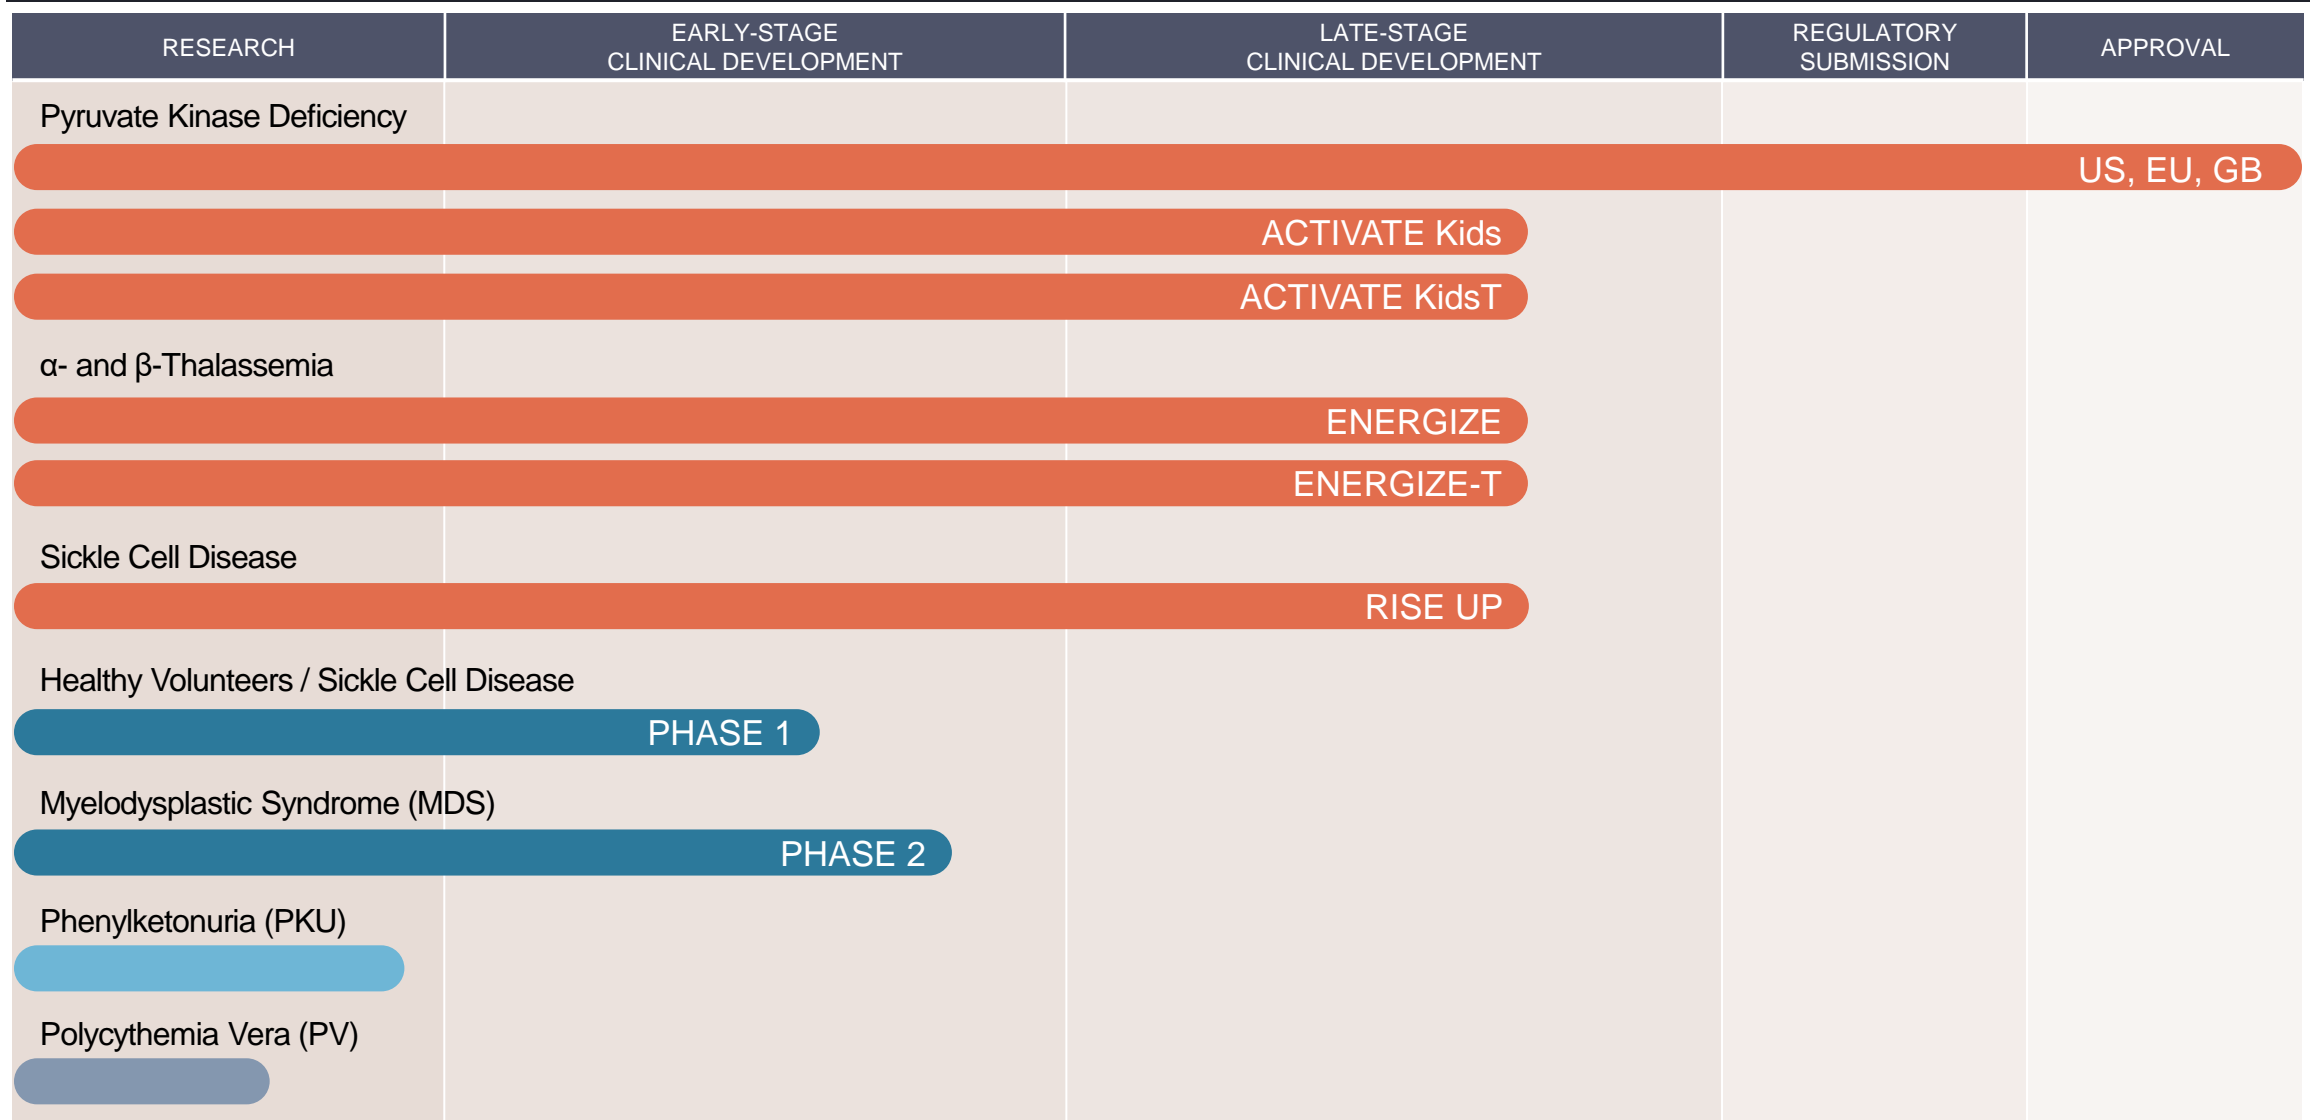 RESEARCH
EARLY-STAGE
CLINICAL DEVELOPMENT
LATE-STAGE
CLINICAL DEVELOPMENT
REGULATORY
SUBMISSION
APPROVAL
Pyruvate Kinase Deficiency
US, EU, GB
ACTIVATE Kids
ACTIVATE KidsT
α- and β-Thalassemia
ENERGIZE
ENERGIZE-T
Sickle Cell Disease
RISE UP
Healthy Volunteers / Sickle Cell Disease
PHASE 1
Myelodysplastic Syndrome (MDS)
PHASE 2
Phenylketonuria (PKU)
Polycythemia Vera (PV)